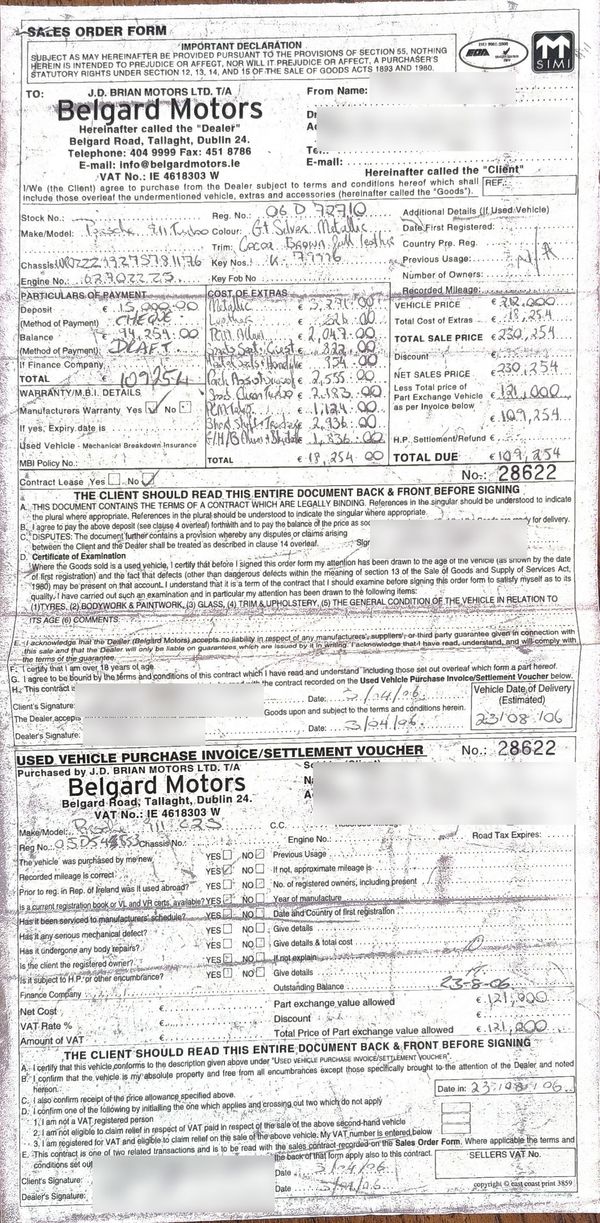 SALES ORDER FORM
IMPORTANT DECLARATION
SUBJECT AS MAY HEREINAFTER BE PROVIDED PURSUANT TO THE PROVISIONS OF SECTION 55, NOTHING
HEREIN IS INTENDED TO PREJUDICE OR AFFECT, NOR WILL IT PREJUDICE OR AFFECT, A PURCHASER'S
STATUTORY RIGHTS UNDER SECTION 12, 13, 14, AND 15 OF THE SALE OF GOODS ACTS 1893 AND 1980.
SIMI
TO: J.D. BRIAN MOTORS LTD. T/A
Belgard Motors
Hereinafter called the "Dealer"
Belgard Road, Tallaght, Dublin 24.
Telephone: 404 9999 Fax: 451 8786
E-mail: info@belgardmotors.ie
VAT No.: IE 4618303 W
From Name:
E-mail:
Hereinafter called the "Client"
I/We (the Client) agree to purchase from the Dealer subject to terms and conditions hereof which shall
include those overleaf the undermentioned vehicle, extras and accessories (hereinafter called the "Goods").
REF.:
Stock No.: Reg. No.: 06 D 72710
Make/Model: Porsche 911 Turbo Colour: Gt Silver Metallic
Trim: Cocoa Brown full leather
Chassis Key Nos.:
Engine No.: Key Fob No
Additional Details (If Used Vehicle)
Date First Registered:
Country Prev. Reg.
Previous Usage: N/A
Number of Owners:
Recorded Mileage:
PARTICULARS OF PAYMENT
Deposit € 15,000.00
(Method of Payment) CHEQUE
Balance € 94,254.00
(Method of Payment) DRAFT
If Finance Company
TOTAL € 109254
WARRANTY/M.B.I. DETAILS
Manufacturers Warranty Yes No
If yes, Expiry date is
Used Vehicle - Mechanical Breakdown Insurance
MBI Policy No.:
COST OF EXTRAS
Metallic € 3,291.00
€ 2,047.00
€ 822.00
€ 2,555.00
€ 2,183.00
€ 1,124.00
€ 2,936.00
€ 1,836.00
TOTAL € 18,254.00
VEHICLE PRICE € 212,000
Total Cost of Extras € 18,254
TOTAL SALE PRICE € 230,254
Discount €
NET SALES PRICE € 230,254
Less Total price of
Part Exchange Vehicle € 121,000
as per Invoice below
€ 109,254
H.P. Settlement/Refund €
TOTAL DUE € 109,254
Contract Lease Yes No
No.: 28622
THE CLIENT SHOULD READ THIS ENTIRE DOCUMENT BACK & FRONT BEFORE SIGNING
A. THIS DOCUMENT CONTAINS THE TERMS OF A CONTRACT WHICH ARE LEGALLY BINDING. References in the singular should be understood to indicate
the plural where appropriate. References in the plural should be understood to indicate the singular where appropriate.
B. I agree to pay the above deposit (see clause 4 overleaf) forthwith and to pay the balance of the price as soon for delivery.
C. DISPUTES: The document further contains a provision whereby any disputes or claims arising
between the Client and the Dealer shall be treated as described in clause 14 overleaf.
D. Certificate of Examination
Where the Goods sold is a used vehicle, I certify that before I signed this order form my attention has been drawn to the age of the vehicle (as shown by the date
of first registration) and the fact that defects (other than dangerous defects within the meaning of section 13 of the Sale of Goods and Supply of Services Act,
1980) may be present on that account. I understand that it is a term of the contract that I should examine before signing this order form to satisfy myself as to its
quality. I have carried out such an examination and in particular my attention has been drawn to the following items:
(1) TYRES, (2) BODYWORK & PAINTWORK, (3) GLASS, (4) TRIM & UPHOLSTERY, (5) THE GENERAL CONDITION OF THE VEHICLE IN RELATION TO
ITS AGE (6) COMMENTS
E. I acknowledge that the Dealer (Belgard Motors) accepts no liability in respect of any manufacturers', suppliers', or third party guarantee given in connection with
this sale and that the Dealer will only be liable on guarantees which are issued by it in writing. I acknowledge that I have read, understand, and will comply with
the terms of the guarantee.
F. I certify that I am over 18 years of age
G. I agree to be bound by the terms and conditions of this contract which I have read and understand including those set out overleaf which form a part hereof.
H. This contract is the contract recorded on the Used Vehicle Purchase Invoice/Settlement Voucher below.
Client's Signature: Date: 3/04/06
The Dealer accepts Goods upon and subject to the terms and conditions herein.
Dealer's Signature: Date: 3/04/06
Vehicle Date of Delivery
(Estimated)
23/08/06
USED VEHICLE PURCHASE INVOICE/SETTLEMENT VOUCHER No.: 28622
Purchased by J.D. BRIAN MOTORS LTD. T/A
Belgard Motors
Belgard Road, Tallaght, Dublin 24.
VAT No.: IE 4618303 W
Make/Model: Porsche 911 C2S C.C.
Reg No. Chassis No.: Engine No.: Road Tax Expires:
The vehicle was purchased by me new YES NO Previous Usage
Recorded mileage is correct YES NO If not, approximate mileage is
Prior to reg. in Rep. of Ireland was it used abroad? YES NO No. of registered owners, including present
Is a current registration book or VL and VR certs. available? YES NO Year of manufacture
Has it been serviced to manufacturers' schedule? YES NO Date and Country of first registration
Has it any serious mechanical defect? YES NO Give details
Has it undergone any body repairs? YES NO Give details & total cost
Is the client the registered owner? YES NO If not explain
Is it subject to H.P. or other encumbrance? YES NO Give details
Finance Company Outstanding Balance 23-8-06
Net Cost € Part exchange value allowed € 121,000
VAT Rate % Discount €
Amount of VAT € Total Price of Part exchange value allowed € 121,000
THE CLIENT SHOULD READ THIS ENTIRE DOCUMENT BACK & FRONT BEFORE SIGNING
A. I certify that this vehicle conforms to the description given above under "USED VEHICLE PURCHASE INVOICE/SETTLEMENT VOUCHER".
B. I confirm that the vehicle is my absolute property and free from all encumbrances except those specifically brought to the attention of the Dealer and noted
hereon.
C. I also confirm receipt of the price allowance specified above.
Date in: 23/08/06
D. I confirm one of the following by initialling the one which applies and crossing out two which do not apply
1. I am not a VAT registered person
2. I am not eligible to claim relief in respect of VAT paid in respect of the sale of the above second-hand vehicle
3. I am registered for VAT and eligible to claim relief on the sale of the above vehicle. My VAT number is entered below
E. This contract is one of two related transactions and is to be read with the sales contract recorded on the Sales Order Form. Where applicable the terms and
conditions set out the back of that form apply also to this contract.
SELLERS VAT No.
Client's Signature: Date 3/04/06
Dealer's Signature: Date 3/04/06
copyright © east coast print 3859